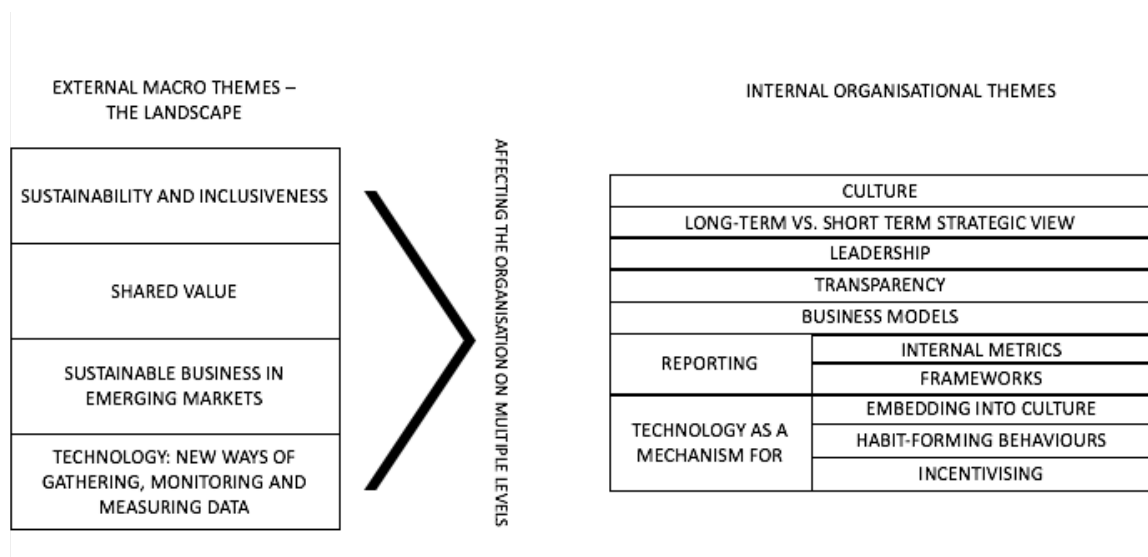 EXTERNAL MACRO THEMES –
THE LANDSCAPE
SUSTAINABILITY AND INCLUSIVENESS
SHARED VALUE
SUSTAINABLE BUSINESS IN
EMERGING MARKETS
TECHNOLOGY: NEW WAYS OF
GATHERING, MONITORING AND
MEASURING DATA
AFFECTING THE ORGANISATION ON MULTIPLE LEVELS
INTERNAL ORGANISATIONAL THEMES
CULTURE
LONG-TERM VS. SHORT TERM STRATEGIC VIEW
LEADERSHIP
TRANSPARENCY
BUSINESS MODELS
REPORTING
INTERNAL METRICS
FRAMEWORKS
TECHNOLOGY AS A
MECHANISM FOR
EMBEDDING INTO CULTURE
HABIT-FORMING BEHAVIOURS
INCENTIVISING